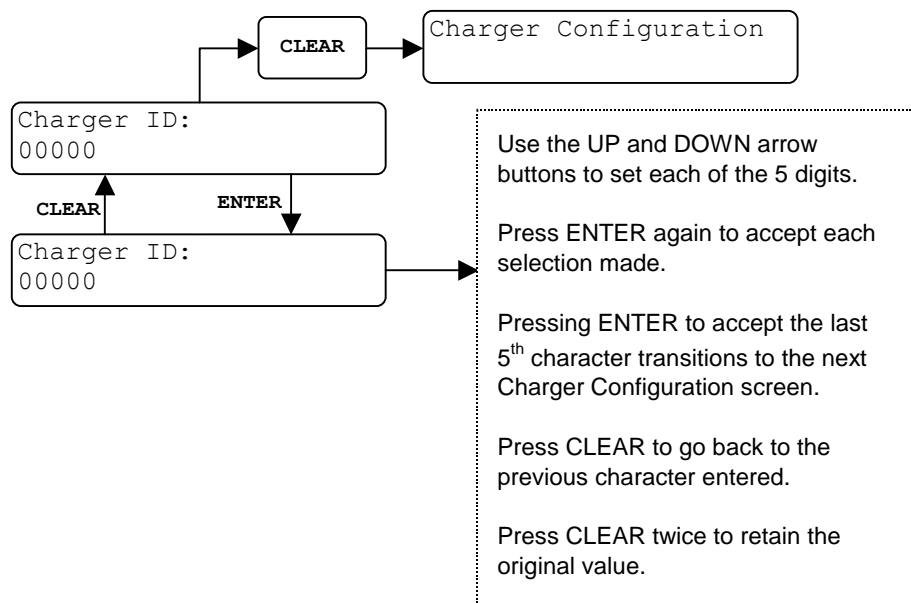 CLEAR
Charger Configuration
Charger ID:
00000
CLEAR
ENTER
Charger ID:
00000
Use the UP and DOWN arrow
buttons to set each of the 5 digits.
Press ENTER again to accept each
selection made.
Pressing ENTER to accept the last
5th character transitions to the next
Charger Configuration screen.
Press CLEAR to go back to the
previous character entered.
Press CLEAR twice to retain the
original value.